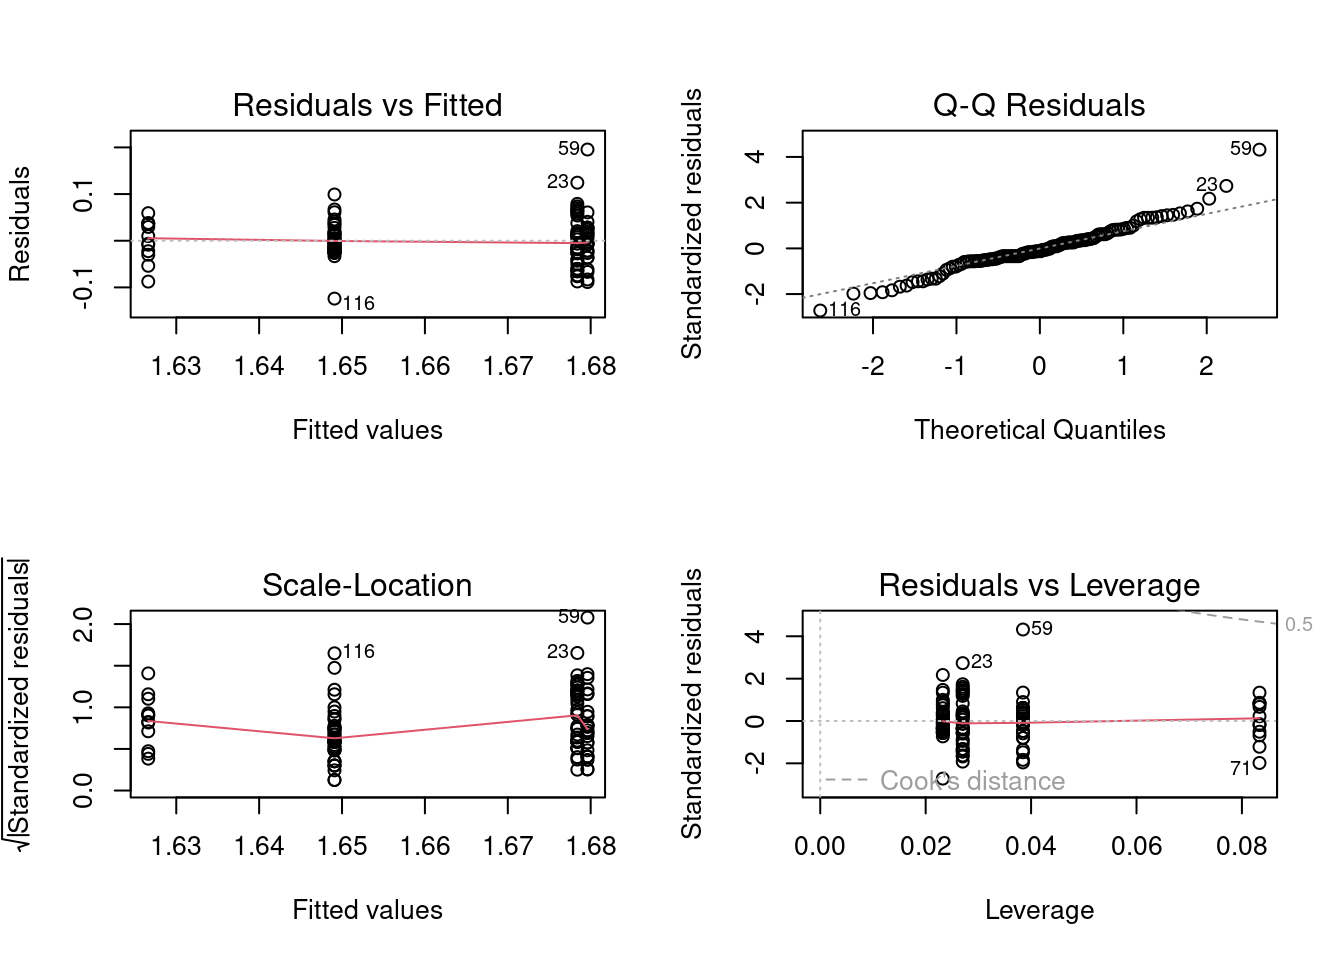 Residuals vs Fitted
Residuals
0.1
-0.1
59
23
116
1.63 1.64 1.65 1.66 1.67 1.68
Fitted values
Q-Q Residuals
Standardized residuals
4
2
0
-2
59
23
116
-2 -1 0 1 2
Theoretical Quantiles
Scale-Location
√|Standardized residuals|
2.0
1.0
0.0
59
116
23
1.63 1.64 1.65 1.66 1.67 1.68
Fitted values
Residuals vs Leverage
Standardized residuals
4
2
0
-2
0.5
59
23
71
Cook's distance
0.00 0.02 0.04 0.06 0.08
Leverage